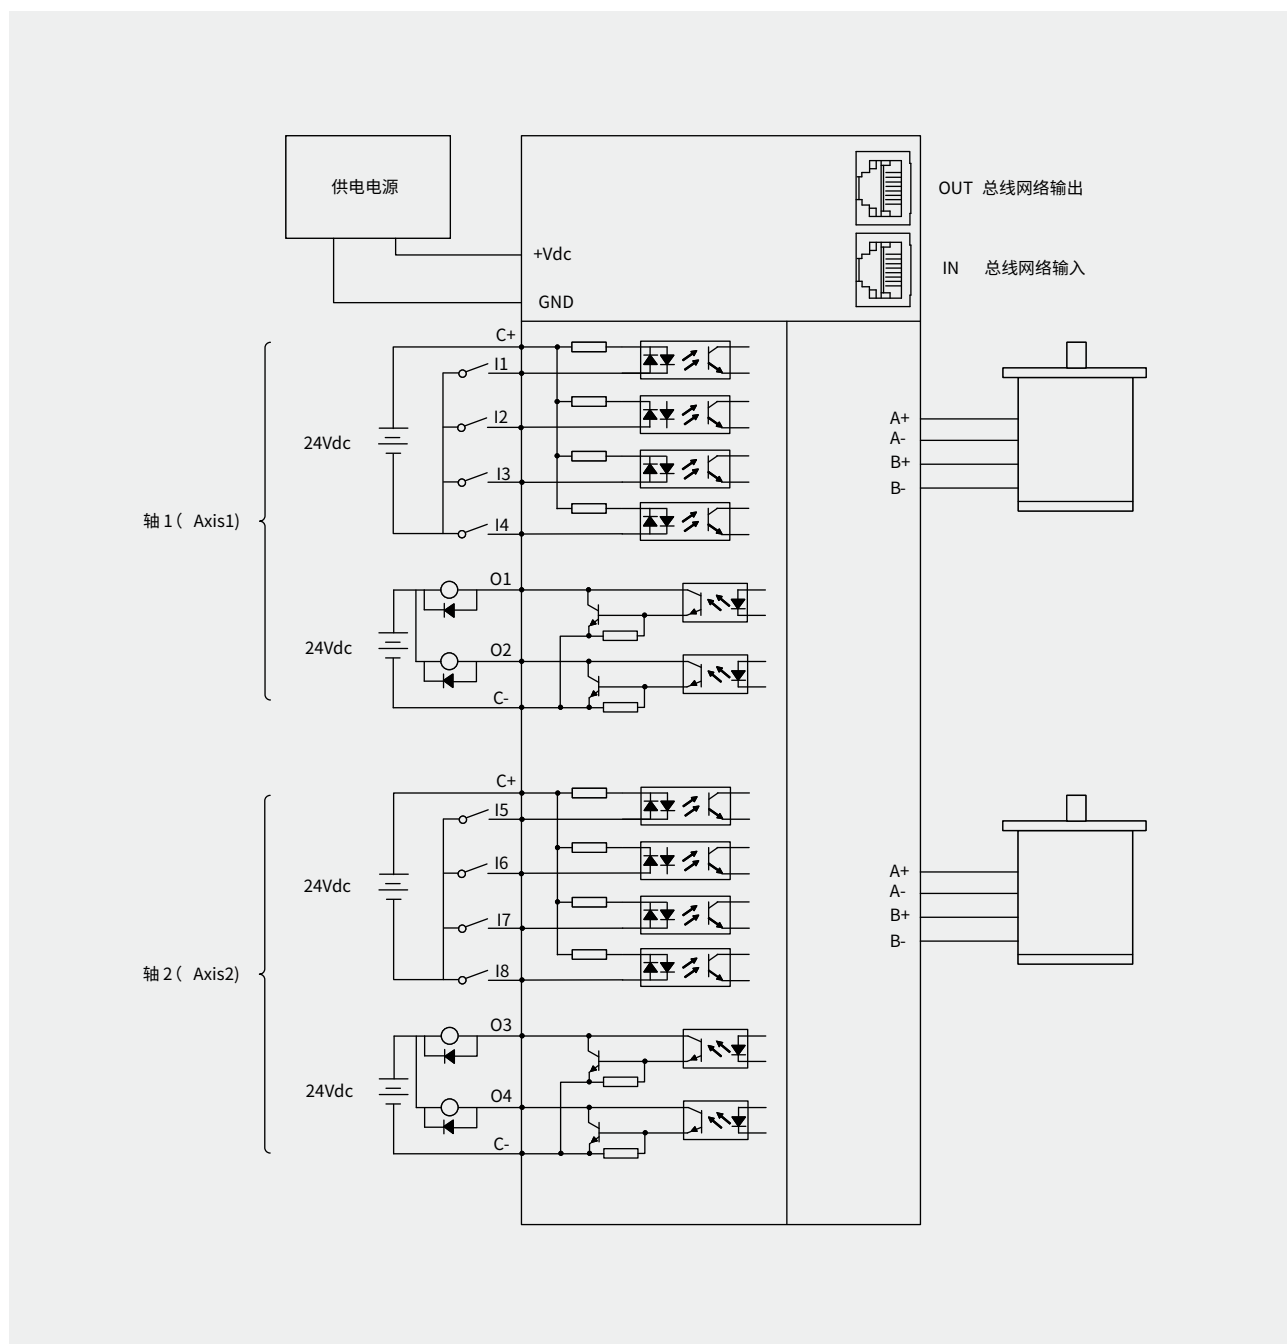 供电电源
OUT 总线网络输出
+Vdc
IN 总线网络输入
GND
C+
I1
I2
24Vdc
I3
I4
轴 1 ( Axis1)
O1
24Vdc
O2
C-
A+
A-
B+
B-
C+
I5
I6
24Vdc
I7
I8
轴 2 ( Axis2)
O3
24Vdc
O4
C-
A+
A-
B+
B-